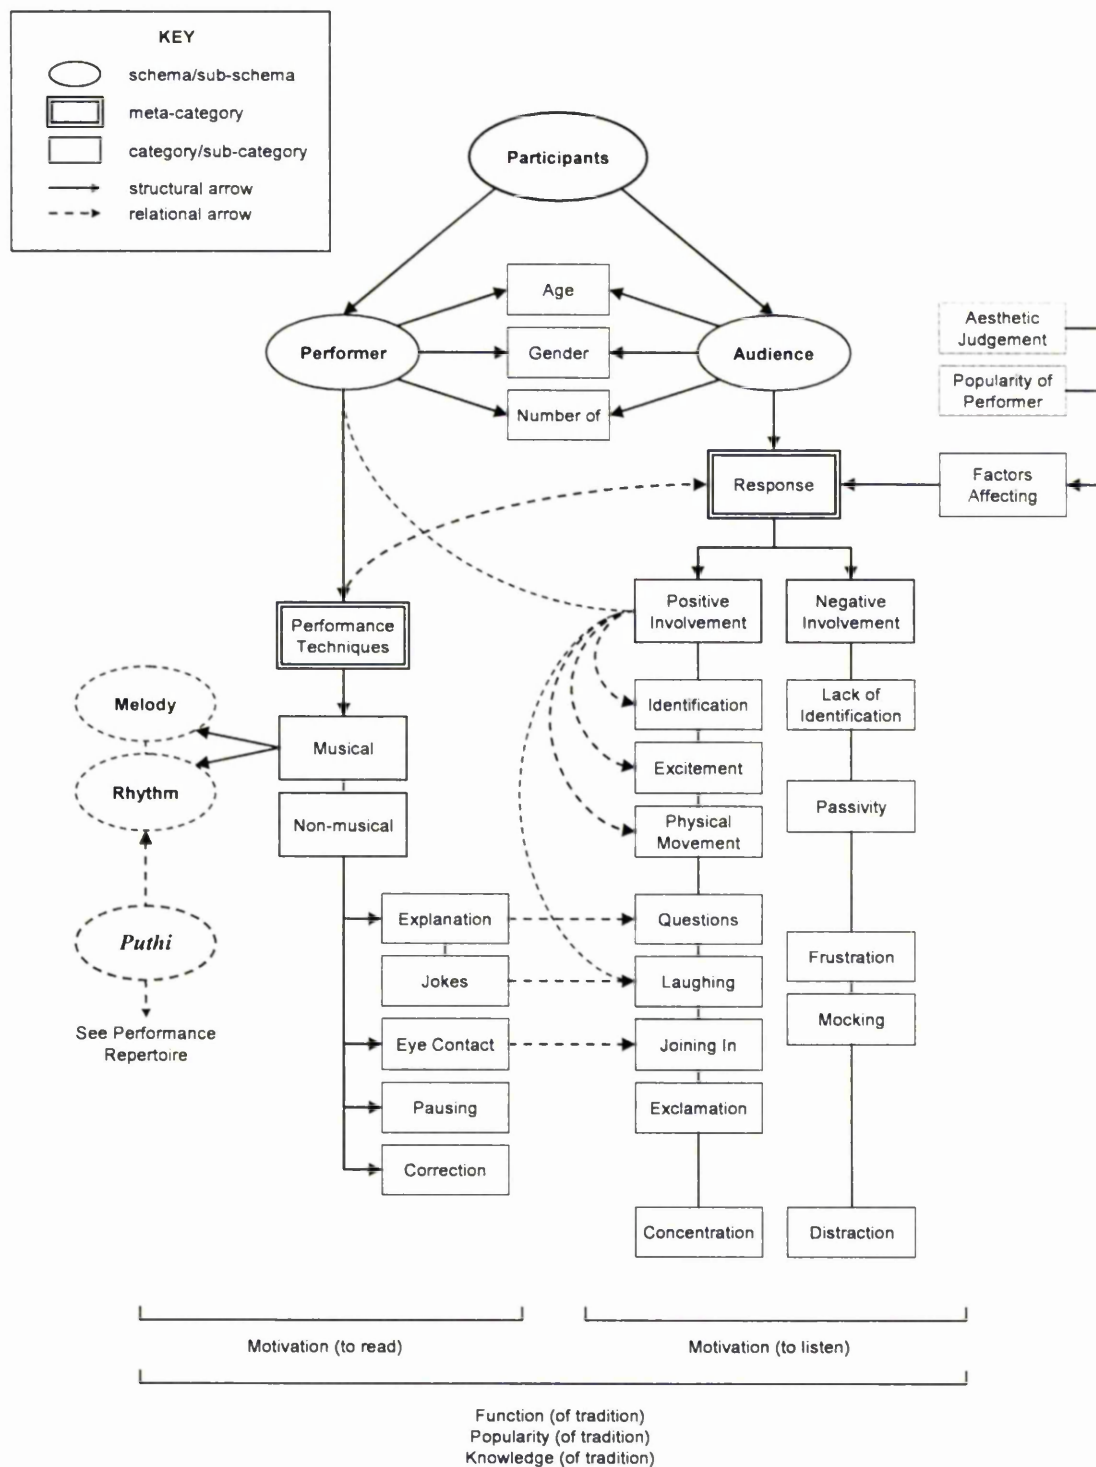 KEY
schema/sub-schema
meta-category
category/sub-category
structural arrow
relational arrow
Participants
Age
Performer
Gender
Audience
Number of
Aesthetic
Judgement
Popularity of
Performer
Response
Factors
Affecting
Performance
Techniques
Positive
Involvement
Negative
Involvement
Melody
Musical
Rhythm
Non-musical
Identification
Lack of
Identification
Excitement
Physical
Movement
Passivity
Explanation
Questions
Puthi
Jokes
Laughing
Frustration
Mocking
See Performance
Repertoire
Eye Contact
Joining In
Pausing
Exclamation
Correction
Concentration
Distraction
Motivation (to read)
Motivation (to listen)
Function (of tradition)
Popularity (of tradition)
Knowledge (of tradition)